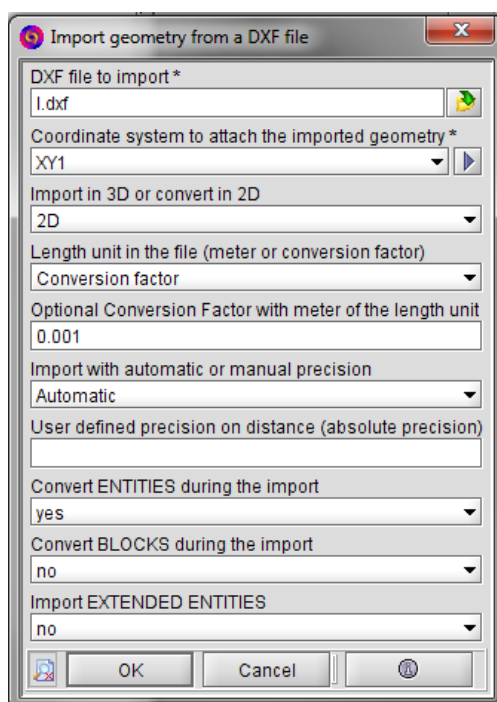 Import geometry from a DXF file
DXF file to import *
I.dxf
Coordinate system to attach the imported geometry *
XY1
Import in 3D or convert in 2D
2D
Length unit in the file (meter or conversion factor)
Conversion factor
Optional Conversion Factor with meter of the length unit
0.001
Import with automatic or manual precision
Automatic
User defined precision on distance (absolute precision)
Convert ENTITIES during the import
yes
Convert BLOCKS during the import
no
Import EXTENDED ENTITIES
no
OK Cancel